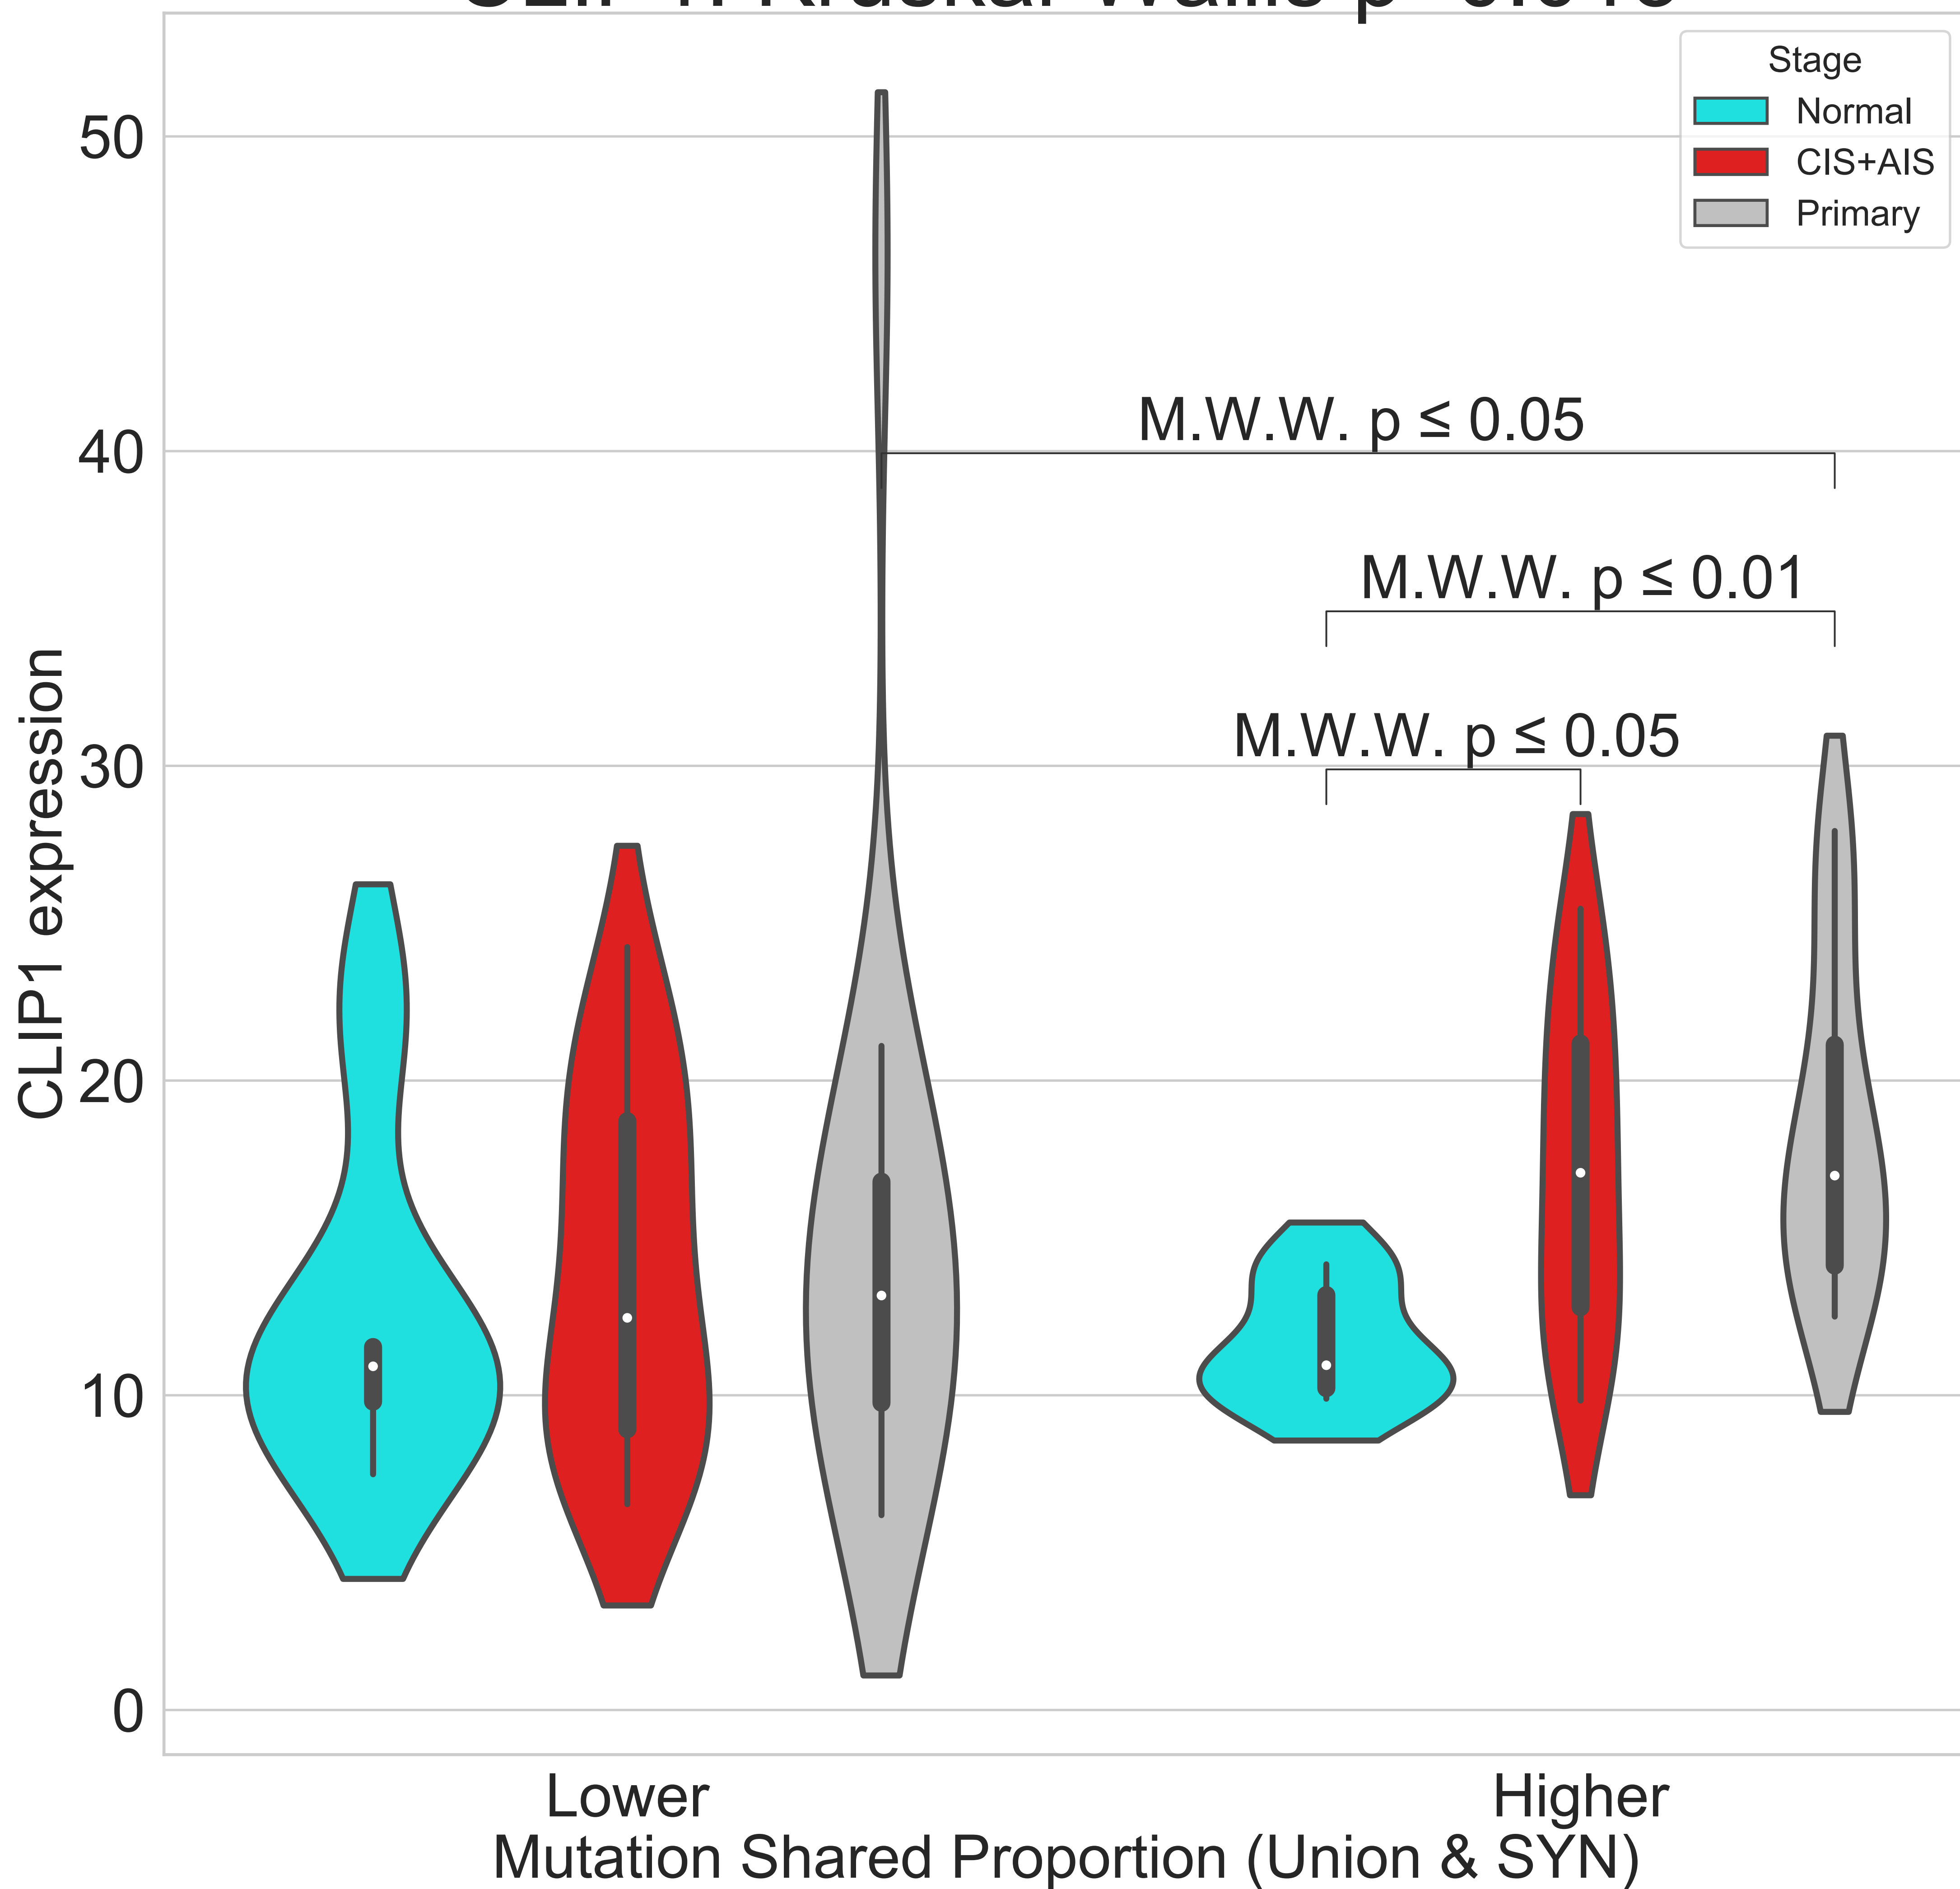 Stage
Normal
CIS+AIS
Primary
50
40
30
20
10
0
CLIP1 expression
M.W.W. p ≤ 0.05
M.W.W. p ≤ 0.01
M.W.W. p ≤ 0.05
Lower
Higher
Mutation Shared Proportion (Union & SYN)